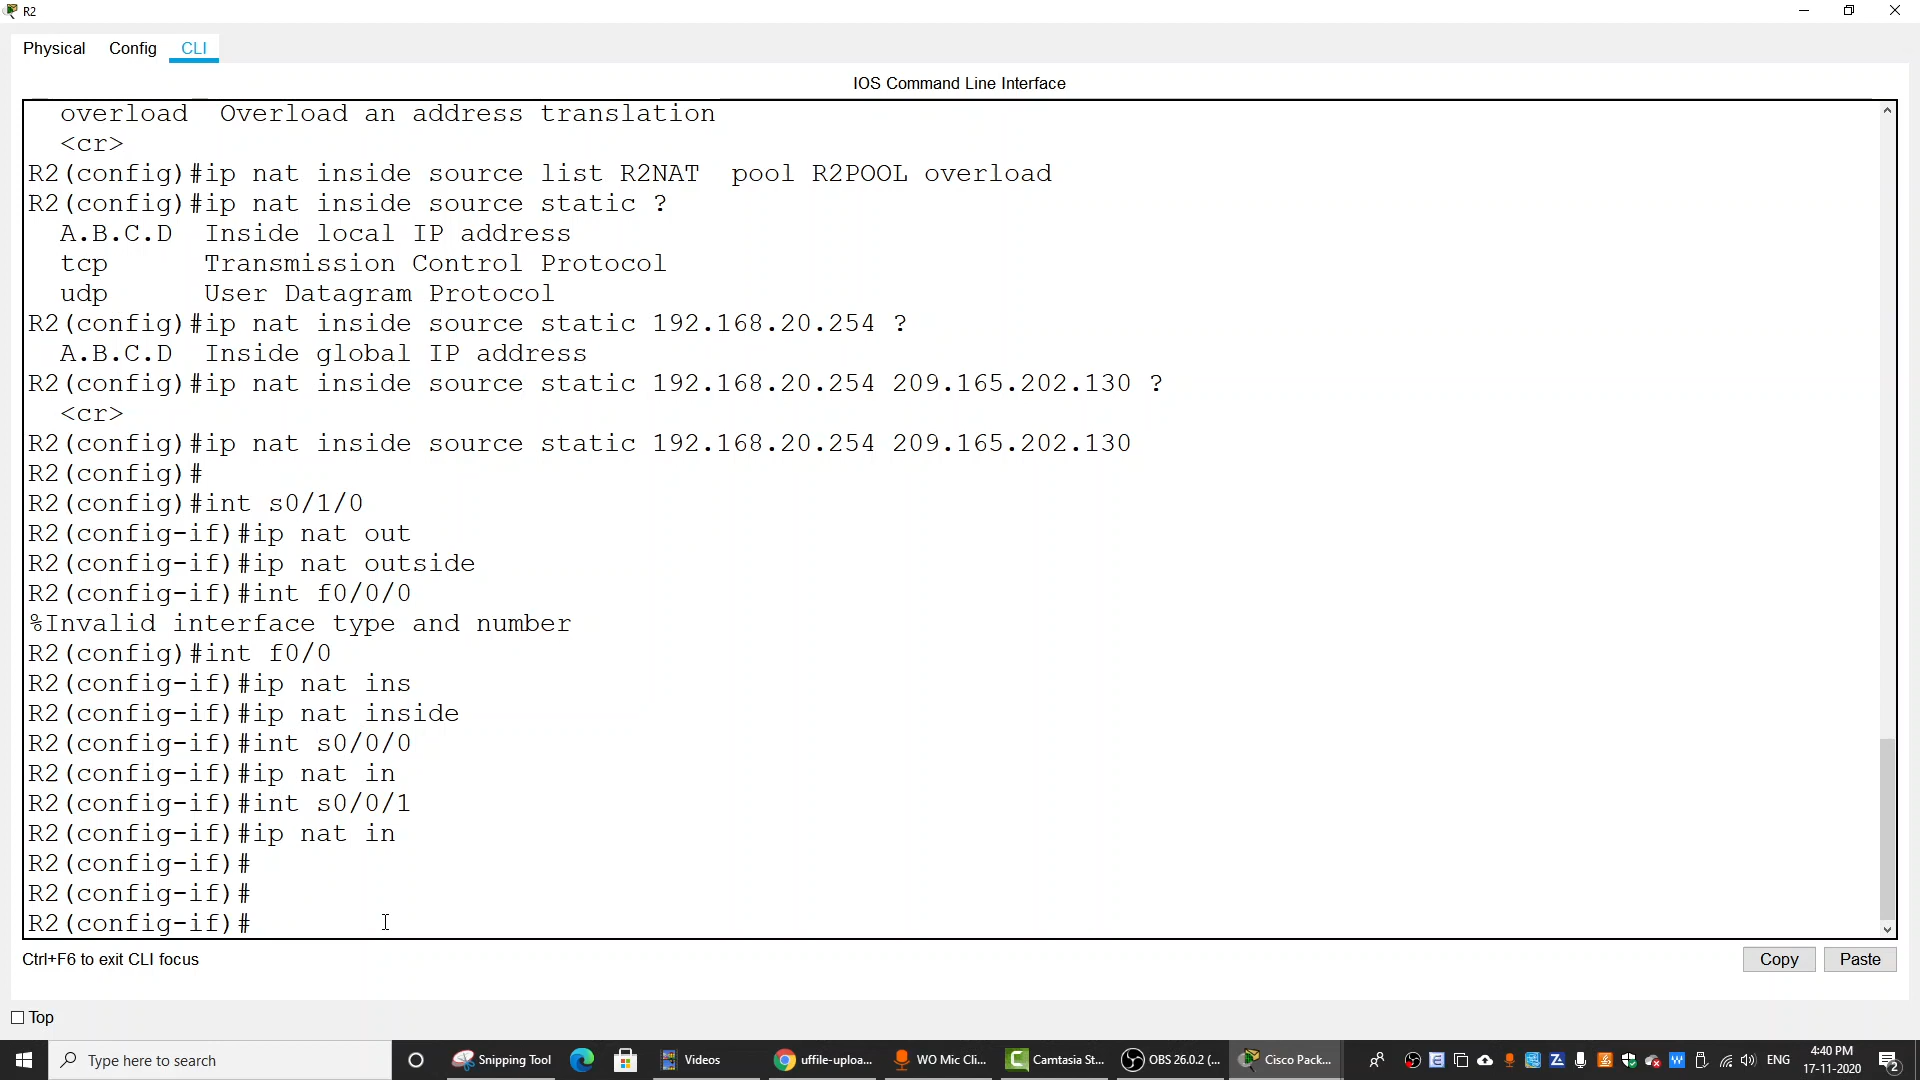 R2
Physical Config CLI
IOS Command Line Interface
overload Overload an address translation
<cr>
R2(config)#ip nat inside source list R2NAT  pool R2POOL overload
R2(config)#ip nat inside source static ?
A.B.C.D Inside local IP address
tcp Transmission Control Protocol
udp User Datagram Protocol
R2(config)#ip nat inside source static 192.168.20.254 ?
A.B.C.D Inside global IP address
R2(config)#ip nat inside source static 192.168.20.254 209.165.202.130 ?
<cr>
R2(config)#ip nat inside source static 192.168.20.254 209.165.202.130
R2(config)#
R2(config)#int s0/1/0
R2(config-if)#ip nat out
R2(config-if)#ip nat outside
R2(config-if)#int f0/0/0
%Invalid interface type and number
R2(config)#int f0/0
R2(config-if)#ip nat ins
R2(config-if)#ip nat inside
R2(config-if)#int s0/0/0
R2(config-if)#ip nat in
R2(config-if)#int s0/0/1
R2(config-if)#ip nat in
R2(config-if)#
R2(config-if)#
R2(config-if)#
Ctrl+F6 to exit CLI focus
Copy Paste
Top
Type here to search Snipping Tool Videos uffile-uploa... WO Mic Cli... Camtasia St... OBS 26.0.2 (... Cisco Pack... ENG 4:40 PM
17-11-2020 2